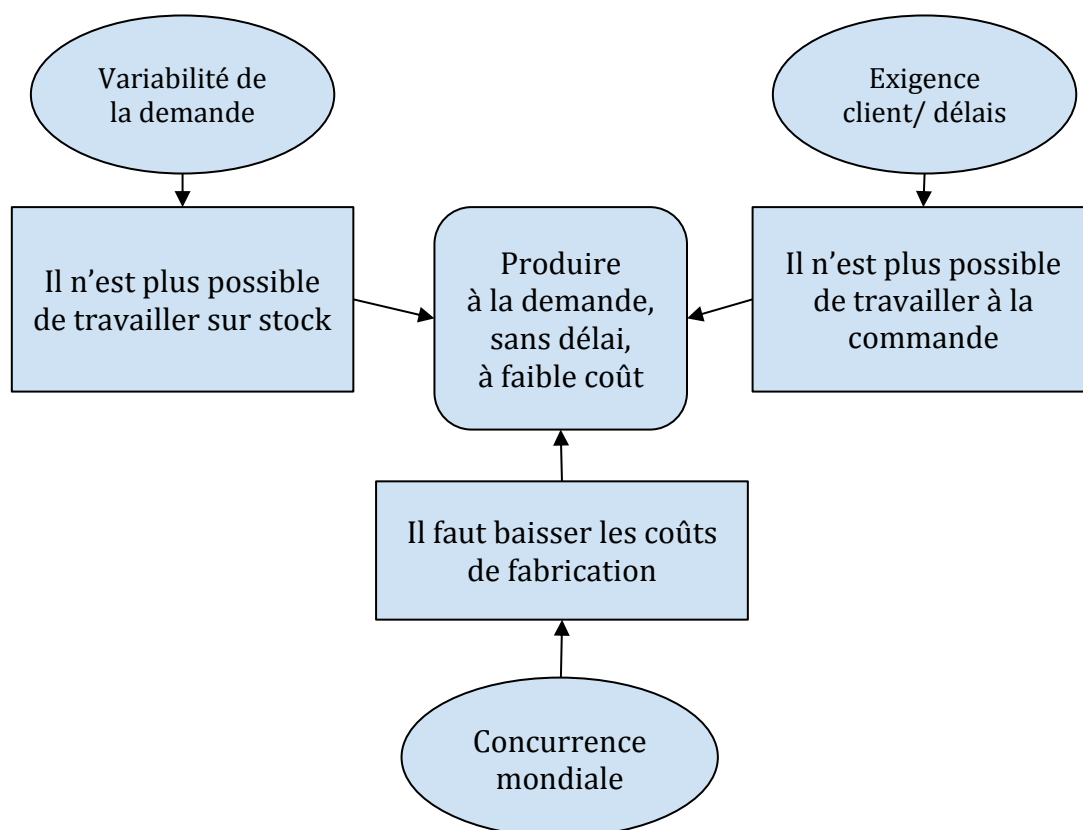 Variabilité de
la demande
Exigence
client/ délais
Il n’est plus possible
de travailler sur stock
Produire
à la demande,
sans délai,
à faible coût
Il n’est plus possible
de travailler à la
commande
Il faut baisser les coûts
de fabrication
Concurrence
mondiale